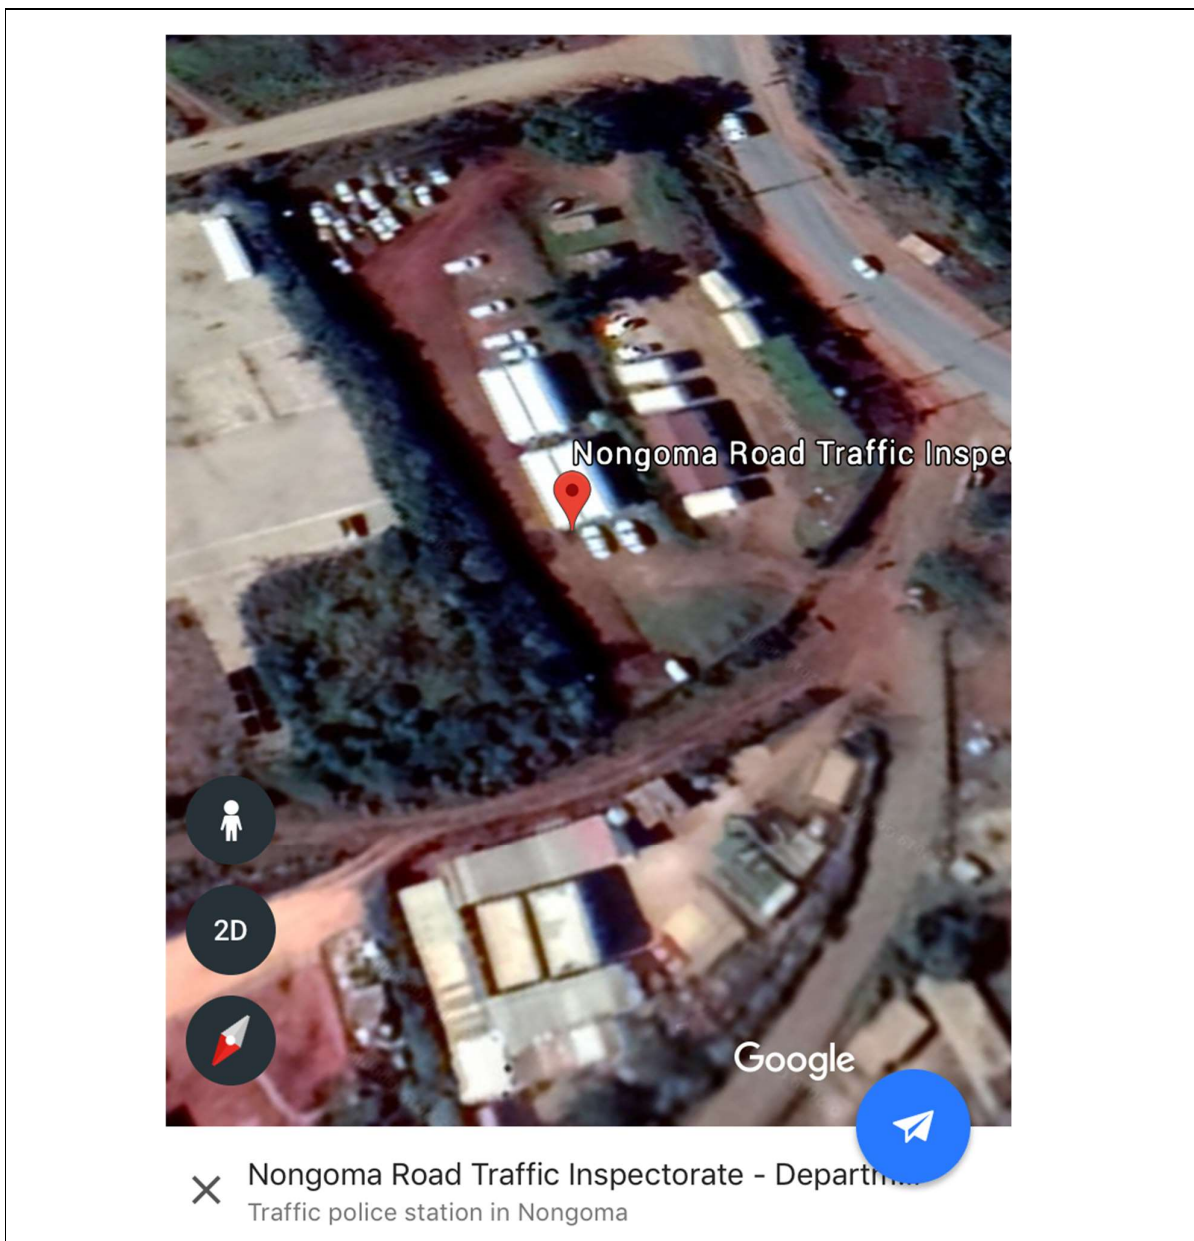 Nongoma Road Traffic Inspe
2D
Google
Nongoma Road Traffic Inspectorate - Departm...
Traffic police station in Nongoma